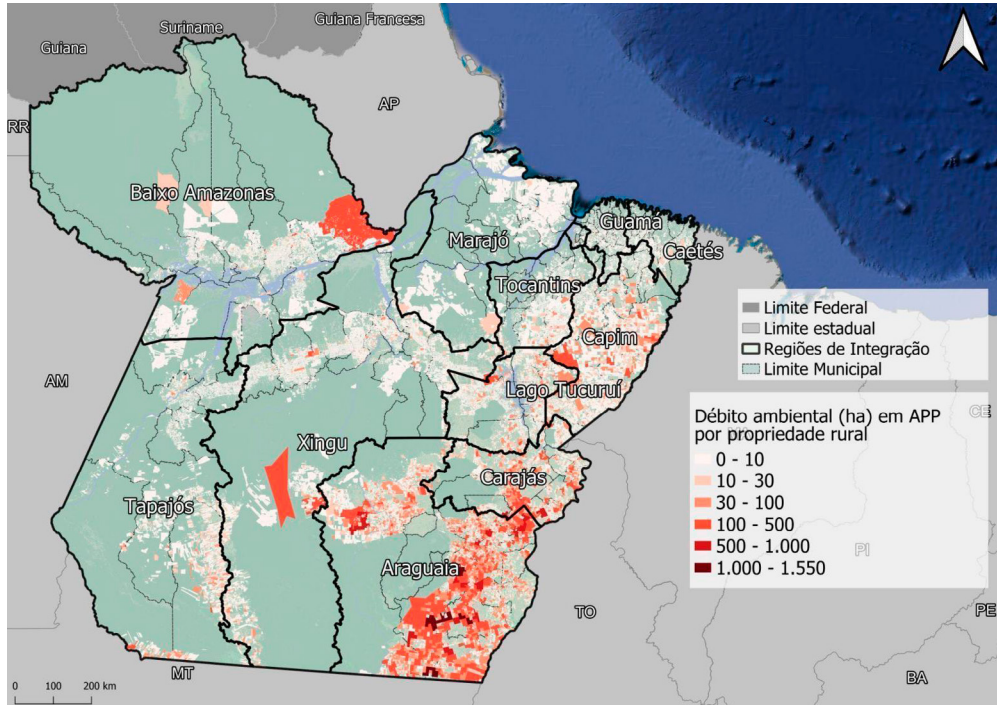 Suriname
Guiana Francesa
Guiana
AP
RR
Baixo Amazonas
Marajó
Guamá
Caetés
Tocantins
Capim
Limite Federal
Limite estadual
Regiões de Integração
Limite Municipal
AM
Lago Tucuruí
CE
Débito ambiental (ha) em APP
por propriedade rural
0 - 10
10 - 30
30 - 100
100 - 500
500 - 1.000
1.000 - 1.550
Xingu
Carajás
Tapajós
PI
Araguaia
TO
PE
MT
BA
0 100 200 km